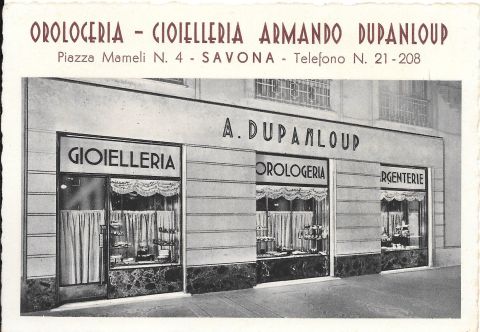 OROLOGERIA – GIOIELLERIA ARMANDO DUPANLOUP
Piazza Mameli N. 4 - SAVONA - Telefono N. 21-208
A. DUPANLOUP
GIOIELLERIA
OROLOGERIA
ARGENTERIE